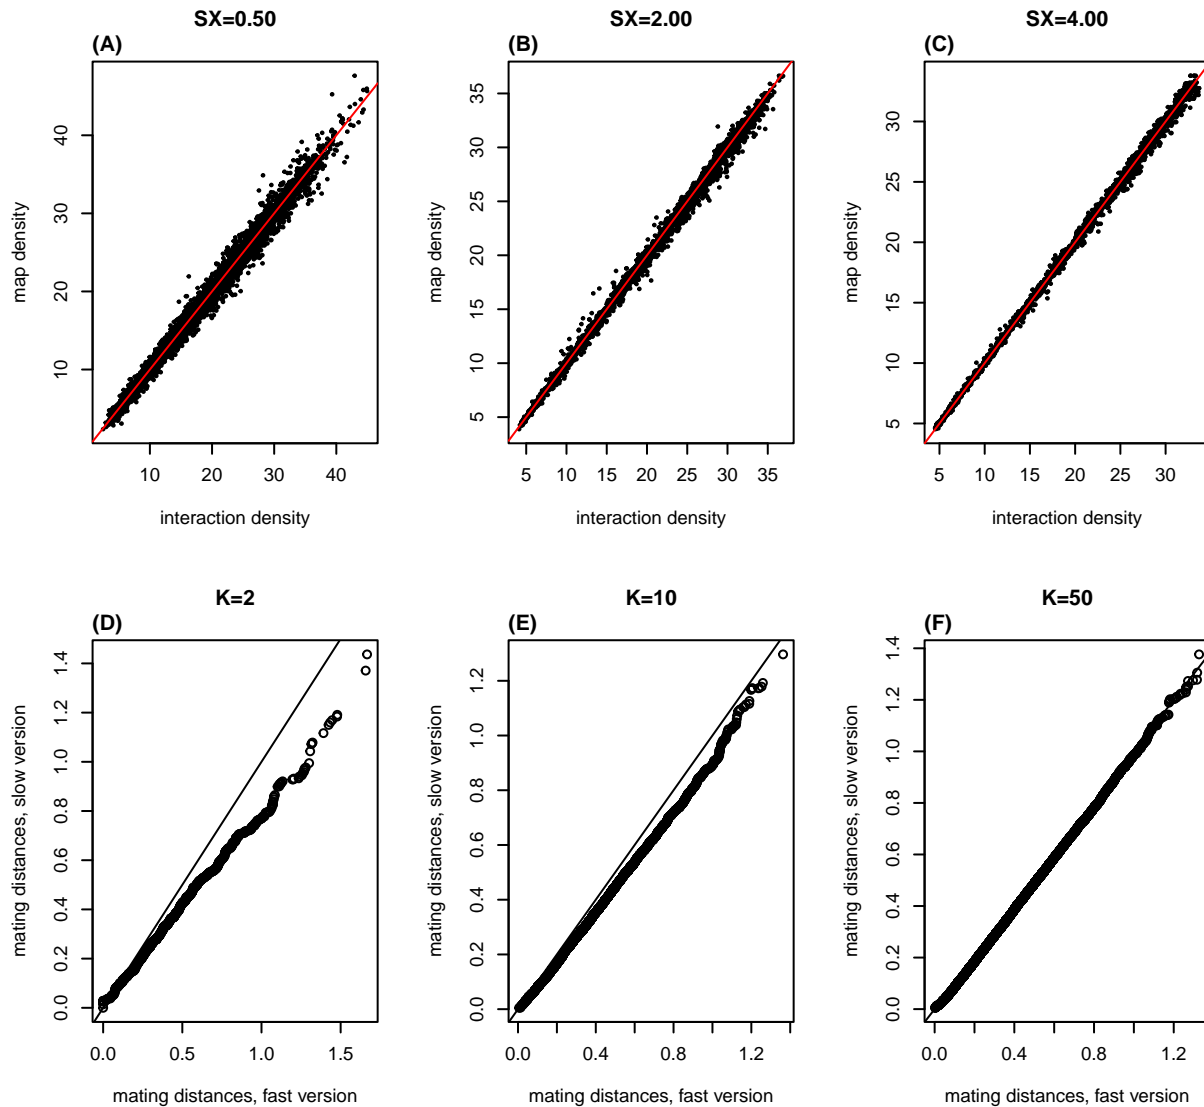 SX=0.50
(A)
map density
40
30
20
10
10 20 30 40
interaction density
SX=2.00
(B)
map density
35
30
25
20
15
10
5
5 10 15 20 25 30 35
interaction density
SX=4.00
(C)
map density
30
25
20
15
10
5
5 10 15 20 25 30
interaction density
K=2
(D)
mating distances, slow version
1.4
1.2
1.0
0.8
0.6
0.4
0.2
0.0
0.0 0.5 1.0 1.5
mating distances, fast version
K=10
(E)
mating distances, slow version
1.2
1.0
0.8
0.6
0.4
0.2
0.0
0.0 0.4 0.8 1.2
mating distances, fast version
K=50
(F)
mating distances, slow version
1.4
1.2
1.0
0.8
0.6
0.4
0.2
0.0
0.0 0.4 0.8 1.2
mating distances, fast version